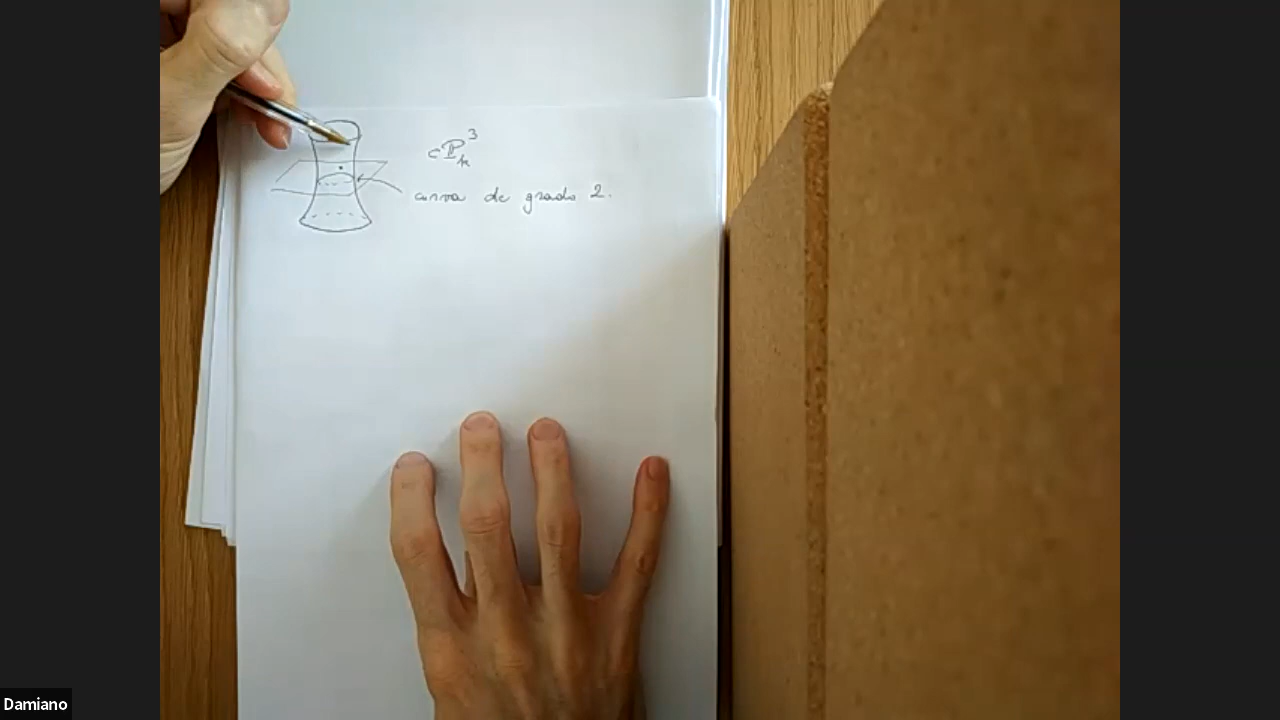 ⊂ ℙ³ₖ
curva de grado 2.
Damiano